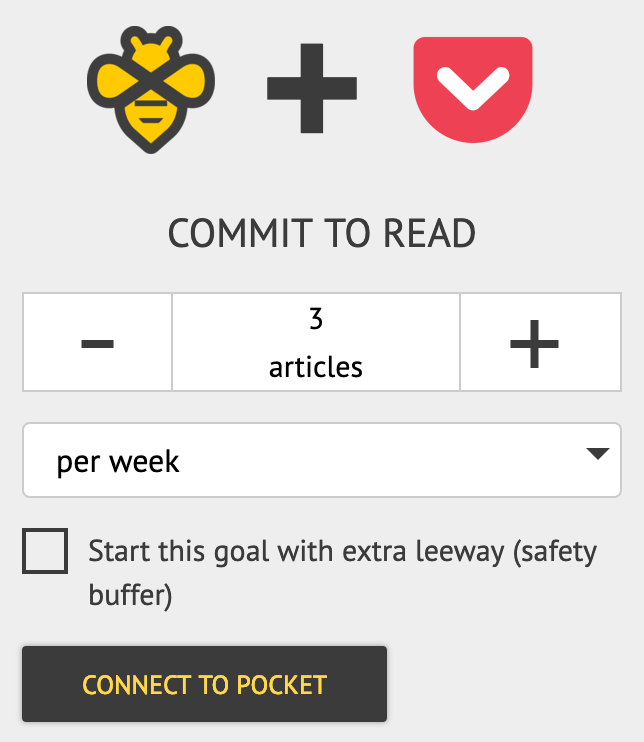 COMMIT TO READ
3
articles
per week
Start this goal with extra leeway (safety
buffer)
CONNECT TO POCKET